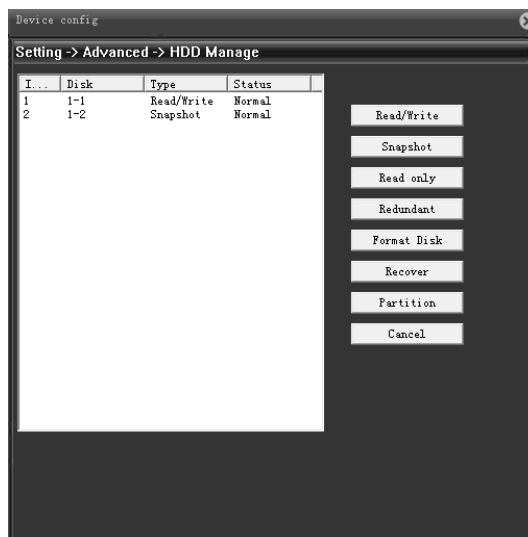 Device config
Setting -> Advanced -> HDD Manage
I... Disk Type Status
1 1-1 Read/Write Normal
2 1-2 Snapshot Normal
Read/Write
Snapshot
Read only
Redundant
Format Disk
Recover
Partition
Cancel